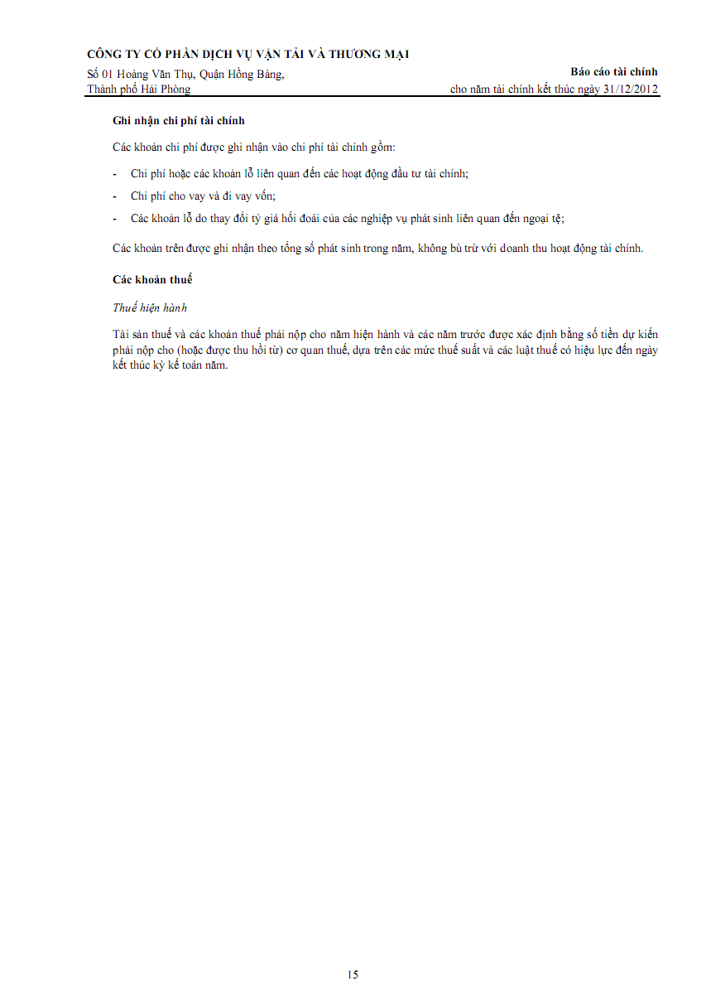 CÔNG TY CỔ PHẦN DỊCH VỤ VẬN TẢI VÀ THƯƠNG MẠI
Số 01 Hoàng Văn Thụ, Quận Hồng Bàng,
Thành phố Hải Phòng
Báo cáo tài chính
cho năm tài chính kết thúc ngày 31/12/2012
Ghi nhận chi phí tài chính
Các khoản chi phí được ghi nhận vào chi phí tài chính gồm:
- Chi phí hoặc các khoản lỗ liên quan đến các hoạt động đầu tư tài chính;
- Chi phí cho vay và đi vay vốn;
- Các khoản lỗ do thay đổi tỷ giá hối đoái của các nghiệp vụ phát sinh liên quan đến ngoại tệ;
Các khoản trên được ghi nhận theo tổng số phát sinh trong năm, không bù trừ với doanh thu hoạt động tài chính.
Các khoản thuế
Thuế hiện hành
Tài sản thuế và các khoản thuế phải nộp cho năm hiện hành và các năm trước được xác định bằng số tiền dự kiến
phải nộp cho (hoặc được thu hồi từ) cơ quan thuế, dựa trên các mức thuế suất và các luật thuế có hiệu lực đến ngày
kết thúc kỳ kế toán năm.
15